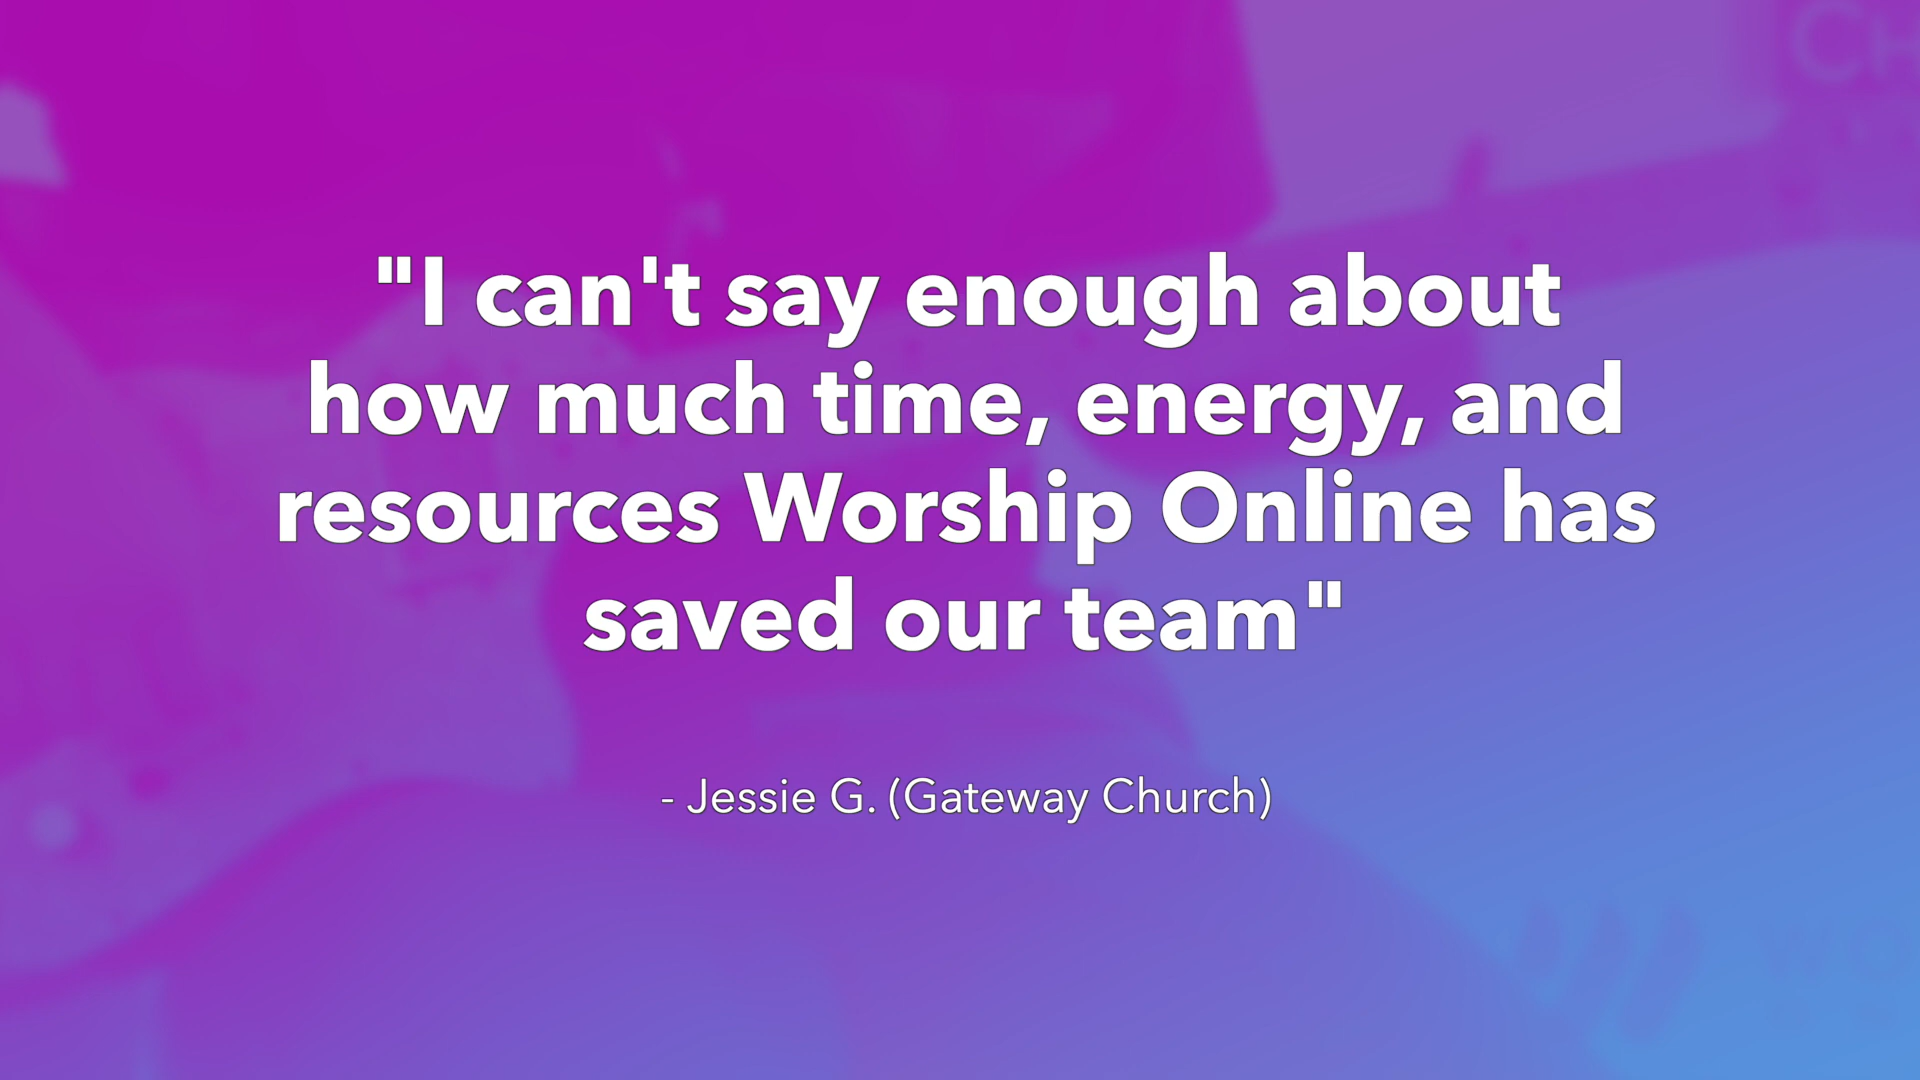 "I can't say enough about
how much time, energy, and
resources Worship Online has
saved our team"
- Jessie G. (Gateway Church)